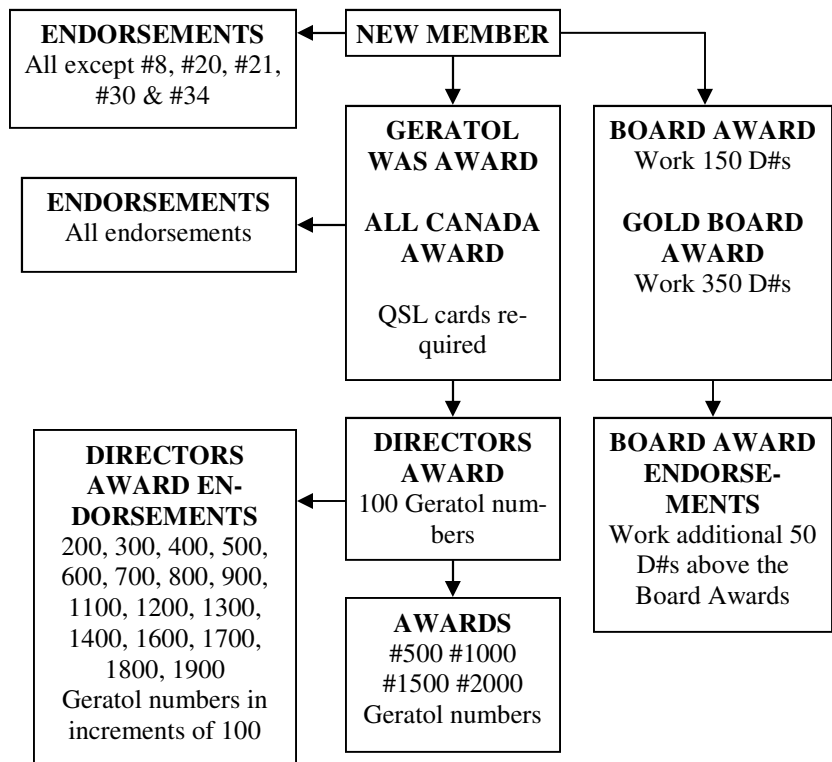 NEW MEMBER
ENDORSEMENTS
All except #8, #20, #21,
#30 & #34
GERATOL
WAS AWARD
ALL CANADA
AWARD
QSL cards re-
quired
ENDORSEMENTS
All endorsements
BOARD AWARD
Work 150 D#s
GOLD BOARD
AWARD
Work 350 D#s
DIRECTORS
AWARD
100 Geratol num-
bers
DIRECTORS
AWARD EN-
DORSEMENTS
200, 300, 400, 500,
600, 700, 800, 900,
1100, 1200, 1300,
1400, 1600, 1700,
1800, 1900
Geratol numbers in
increments of 100
AWARDS
#500 #1000
#1500 #2000
Geratol numbers
BOARD AWARD
ENDORSE-
MENTS
Work additional 50
D#s above the
Board Awards